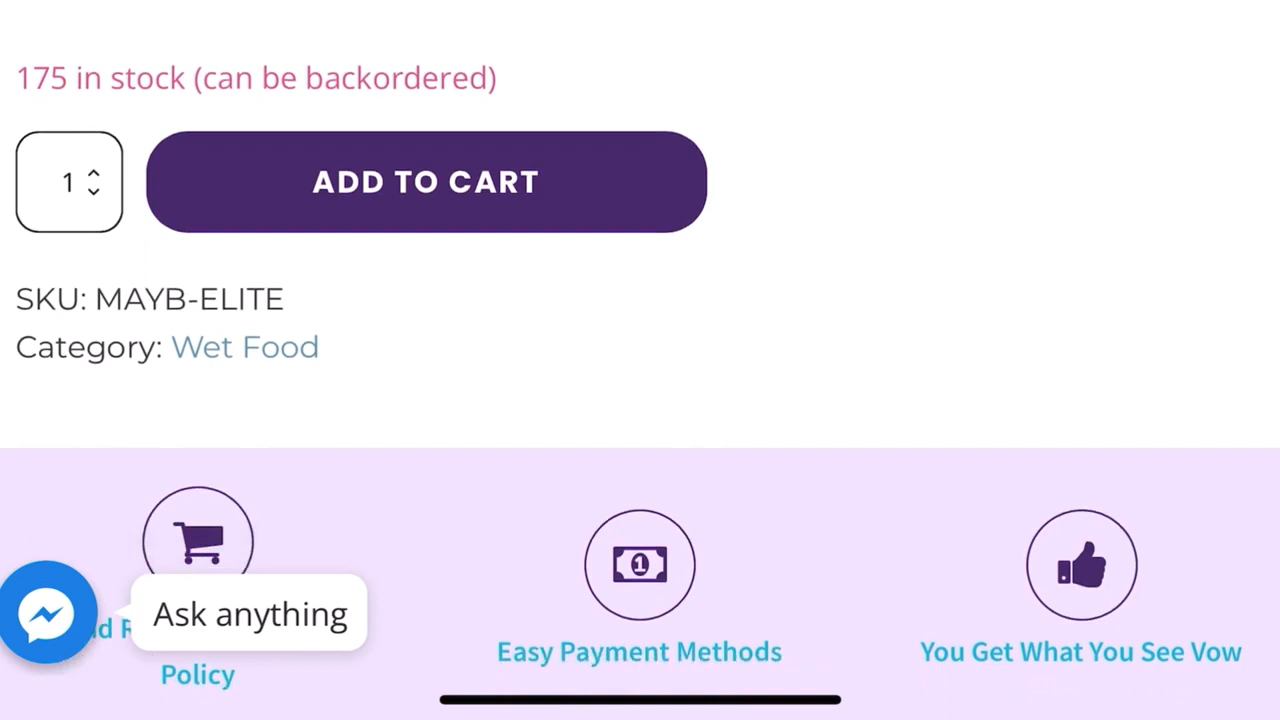 175 in stock (can be backordered)
1
ADD TO CART
SKU: MAYB-ELITE
Category: Wet Food
Ask anything
Policy
Easy Payment Methods
You Get What You See Vow